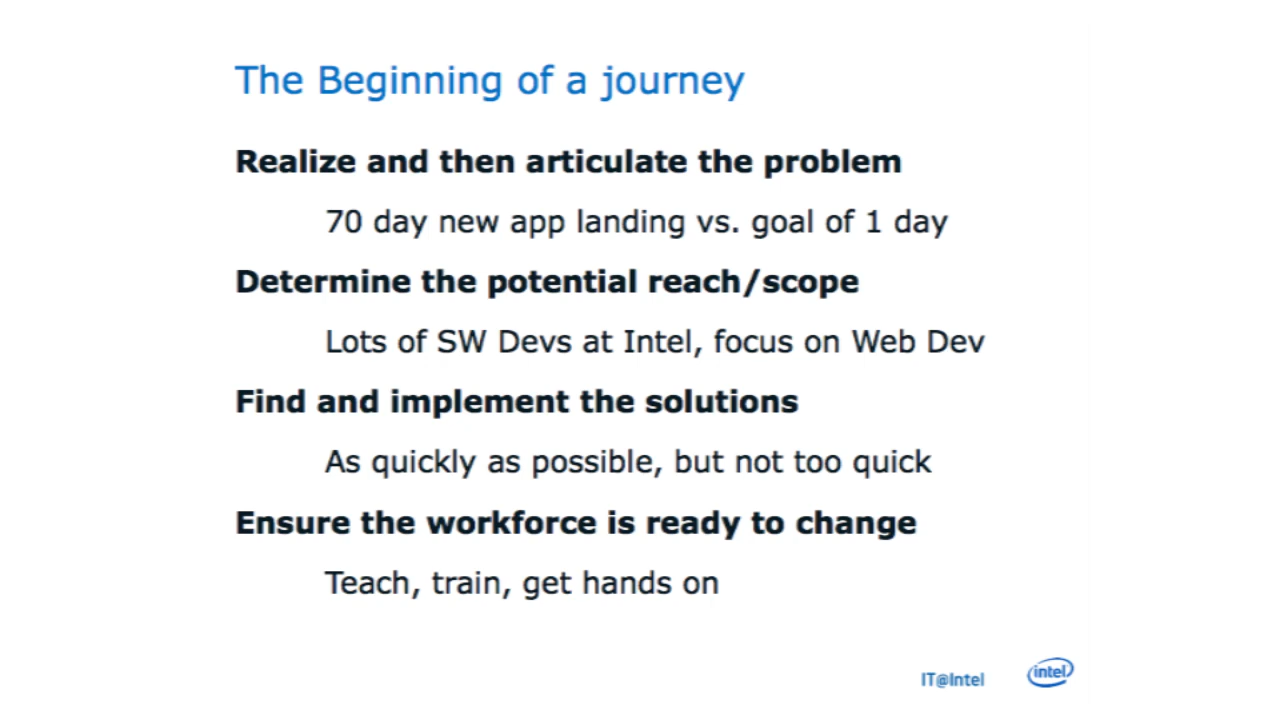 The Beginning of a journey
Realize and then articulate the problem
70 day new app landing vs. goal of 1 day
Determine the potential reach/scope
Lots of SW Devs at Intel, focus on Web Dev
Find and implement the solutions
As quickly as possible, but not too quick
Ensure the workforce is ready to change
Teach, train, get hands on
IT@Intel
intel